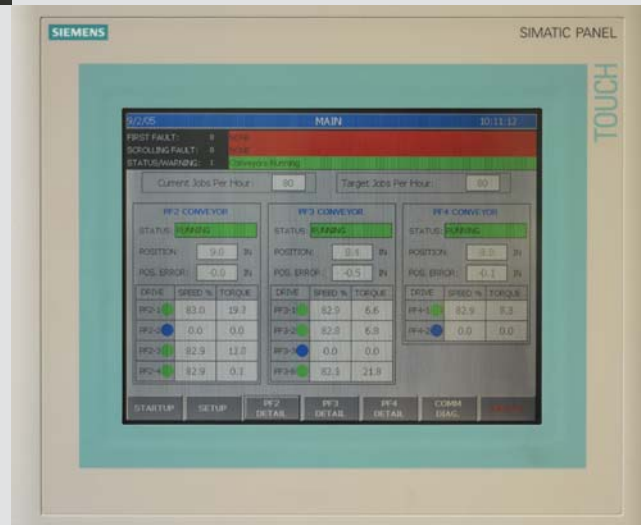 SIEMENS
SIMATIC PANEL
TOUCH
9/2/05 MAIN 10:11:12
FIRST FAULT: 0 NONE
SCROLLING FAULT: 0 NONE
STATUS/WARNING: 1 Conveyors Running
Current Jobs Per Hour: 80 Target Jobs Per Hour: 80
PF2 CONVEYOR PF3 CONVEYOR PF4 CONVEYOR
STATUS: RUNNING STATUS: RUNNING STATUS: RUNNING
POSITION: 9.0 IN POSITION: 8.4 IN POSITION: IN
POS. ERROR: IN POS. ERROR: -0.5 IN POS. ERROR: -0.1 IN
DRIVE SPEED % TORQUE DRIVE SPEED % TORQUE DRIVE SPEED % TORQUE
PF2-1 83.0 19.3 PF3-1 82.9 6.6 PF4-1 82.9 8.3
PF2-2 0.0 0.0 PF3-2 82.8 6.8 PF4-2 0.0 0.0
PF2-3 82.9 PF3-3 0.0 0.0
PF2-4 82.9 0.3 82.9 21.8
STARTUP SETUP PF2 DETAIL PF3 DETAIL PF4 DETAIL COMM DIAG.